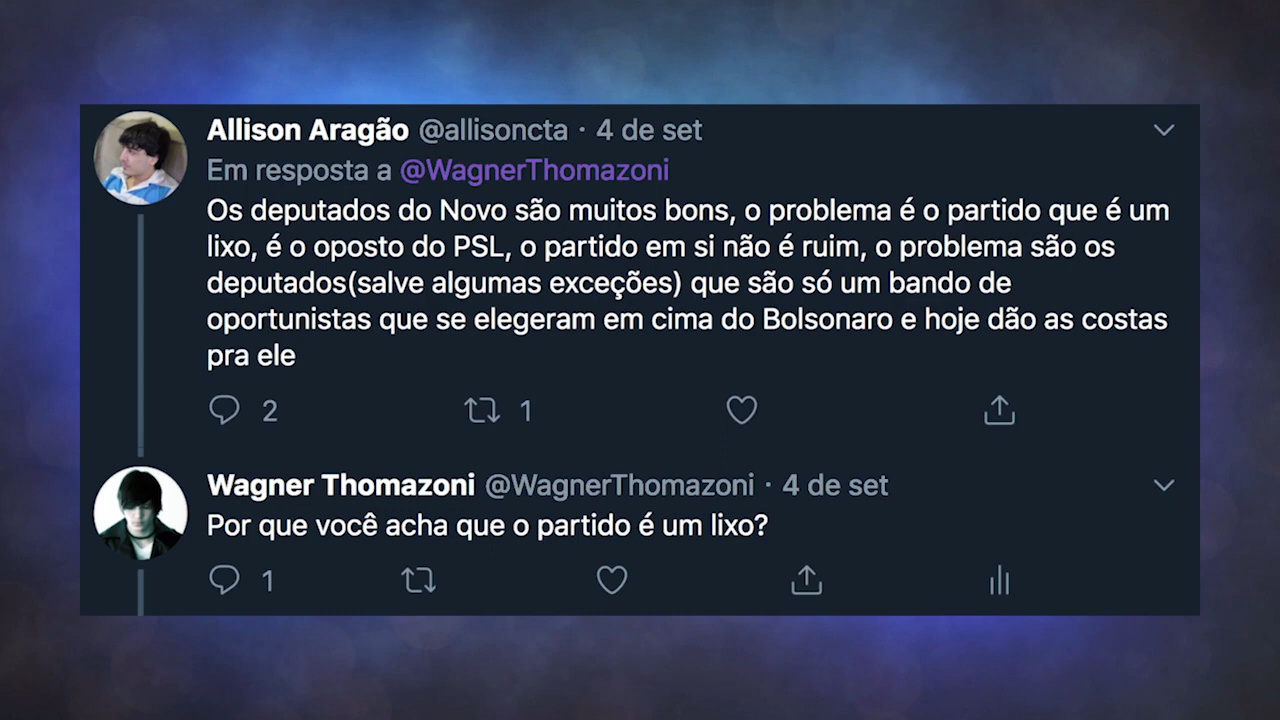 Allison Aragão @allisoncta · 4 de set
Em resposta a @WagnerThomazoni
Os deputados do Novo são muitos bons, o problema é o partido que é um
lixo, é o oposto do PSL, o partido em si não é ruim, o problema são os
deputados(salve algumas exceções) que são só um bando de
oportunistas que se elegeram em cima do Bolsonaro e hoje dão as costas
pra ele
2 1
Wagner Thomazoni @WagnerThomazoni · 4 de set
Por que você acha que o partido é um lixo?
1